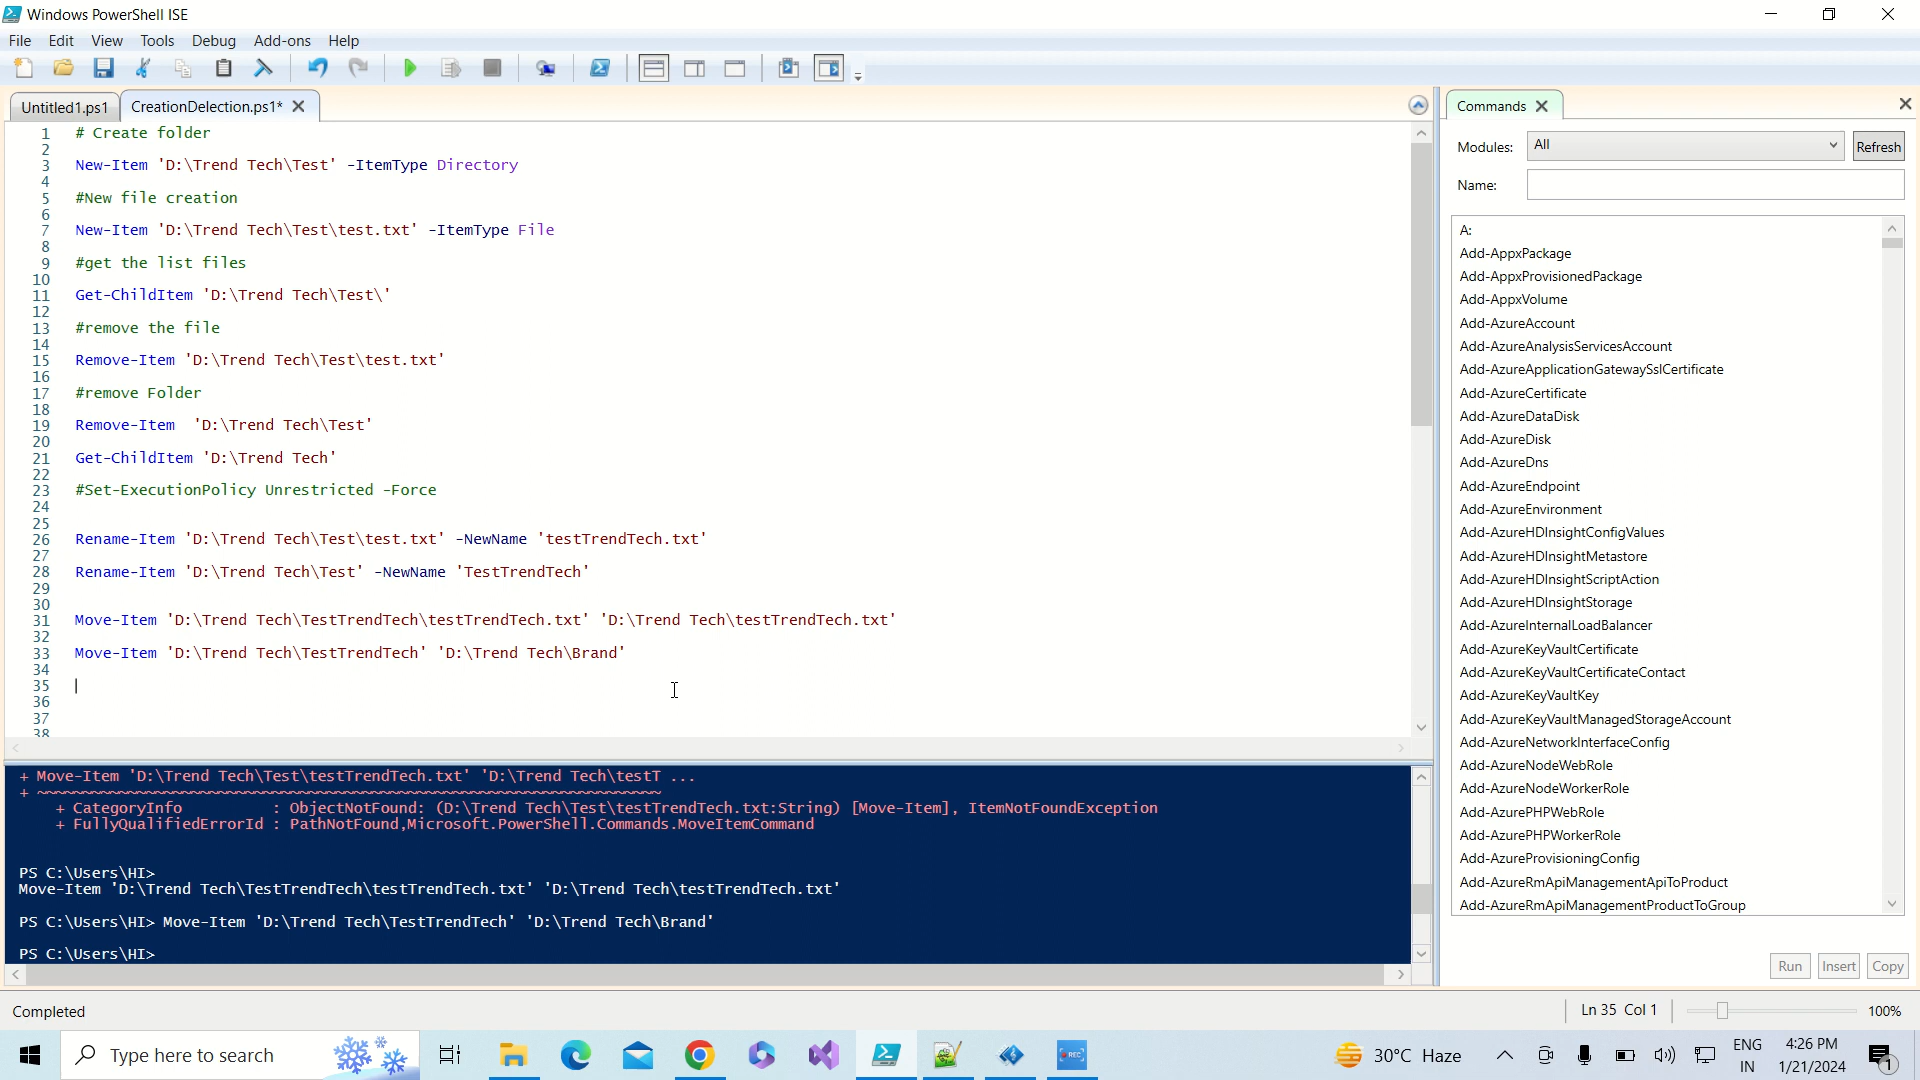 Windows PowerShell ISE
File Edit View Tools Debug Add-ons Help
Untitled1.ps1 CreationDelection.ps1*
1 # Create folder
2
3 New-Item 'D:\Trend Tech\Test' -ItemType Directory
4
5 #New file creation
6
7 New-Item 'D:\Trend Tech\Test\test.txt' -ItemType File
8
9 #get the list files
10
11 Get-ChildItem 'D:\Trend Tech\Test\'
12
13 #remove the file
14
15 Remove-Item 'D:\Trend Tech\Test\test.txt'
16
17 #remove Folder
18
19 Remove-Item  'D:\Trend Tech\Test'
20
21 Get-ChildItem 'D:\Trend Tech'
22
23 #Set-ExecutionPolicy Unrestricted -Force
24
25
26 Rename-Item 'D:\Trend Tech\Test\test.txt' -NewName 'testTrendTech.txt'
27
28 Rename-Item 'D:\Trend Tech\Test' -NewName 'TestTrendTech'
29
30
31 Move-Item 'D:\Trend Tech\TestTrendTech\testTrendTech.txt' 'D:\Trend Tech\testTrendTech.txt'
32
33 Move-Item 'D:\Trend Tech\TestTrendTech' 'D:\Trend Tech\Brand'
34
35
36
37
38
+ Move-Item 'D:\Trend Tech\Test\testTrendTech.txt' 'D:\Trend Tech\testT ...
+ ~~~~~~~~~~~~~~~~~~~~~~~~~~~~~~~~~~~~~~~~~~~~~~~~~~~~~~~~~~~~~~~~~~~~~
+ CategoryInfo          : ObjectNotFound: (D:\Trend Tech\Test\testTrendTech.txt:String) [Move-Item], ItemNotFoundException
+ FullyQualifiedErrorId : PathNotFound,Microsoft.PowerShell.Commands.MoveItemCommand
PS C:\Users\HI>
Move-Item 'D:\Trend Tech\TestTrendTech\testTrendTech.txt' 'D:\Trend Tech\testTrendTech.txt'
PS C:\Users\HI> Move-Item 'D:\Trend Tech\TestTrendTech' 'D:\Trend Tech\Brand'
PS C:\Users\HI>
Commands
Modules: All Refresh
Name:
A:
Add-AppxPackage
Add-AppxProvisionedPackage
Add-AppxVolume
Add-AzureAccount
Add-AzureAnalysisServicesAccount
Add-AzureApplicationGatewaySslCertificate
Add-AzureCertificate
Add-AzureDataDisk
Add-AzureDisk
Add-AzureDns
Add-AzureEndpoint
Add-AzureEnvironment
Add-AzureHDInsightConfigValues
Add-AzureHDInsightMetastore
Add-AzureHDInsightScriptAction
Add-AzureHDInsightStorage
Add-AzureInternalLoadBalancer
Add-AzureKeyVaultCertificate
Add-AzureKeyVaultCertificateContact
Add-AzureKeyVaultKey
Add-AzureKeyVaultManagedStorageAccount
Add-AzureNetworkInterfaceConfig
Add-AzureNodeWebRole
Add-AzureNodeWorkerRole
Add-AzurePHPWebRole
Add-AzurePHPWorkerRole
Add-AzureProvisioningConfig
Add-AzureRmApiManagementApiToProduct
Add-AzureRmApiManagementProductToGroup
Run Insert Copy
Completed Ln 35 Col 1 100%
Type here to search REC 30°C Haze ENG 4:26 PM
IN 1/21/2024 1